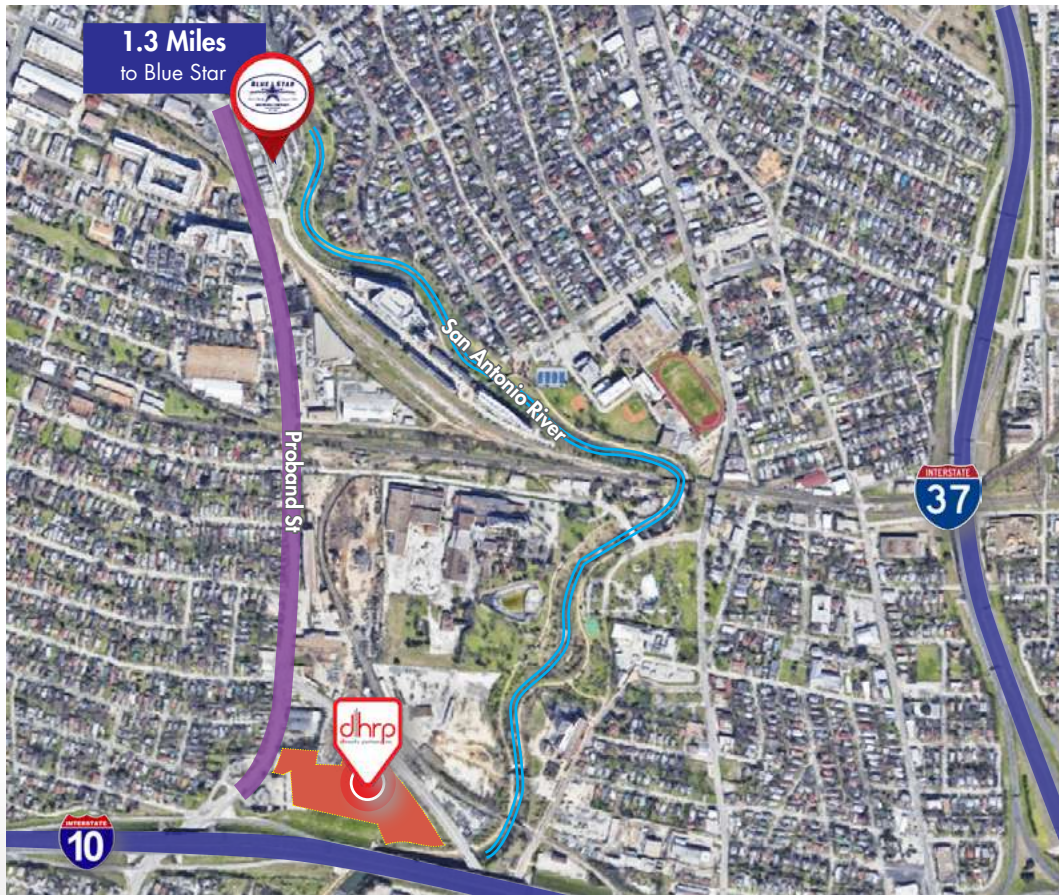 1.3 Miles
to Blue Star
BLUE STAR
San Antonio River
Proband St
INTERSTATE
37
dhrp
INTERSTATE
10